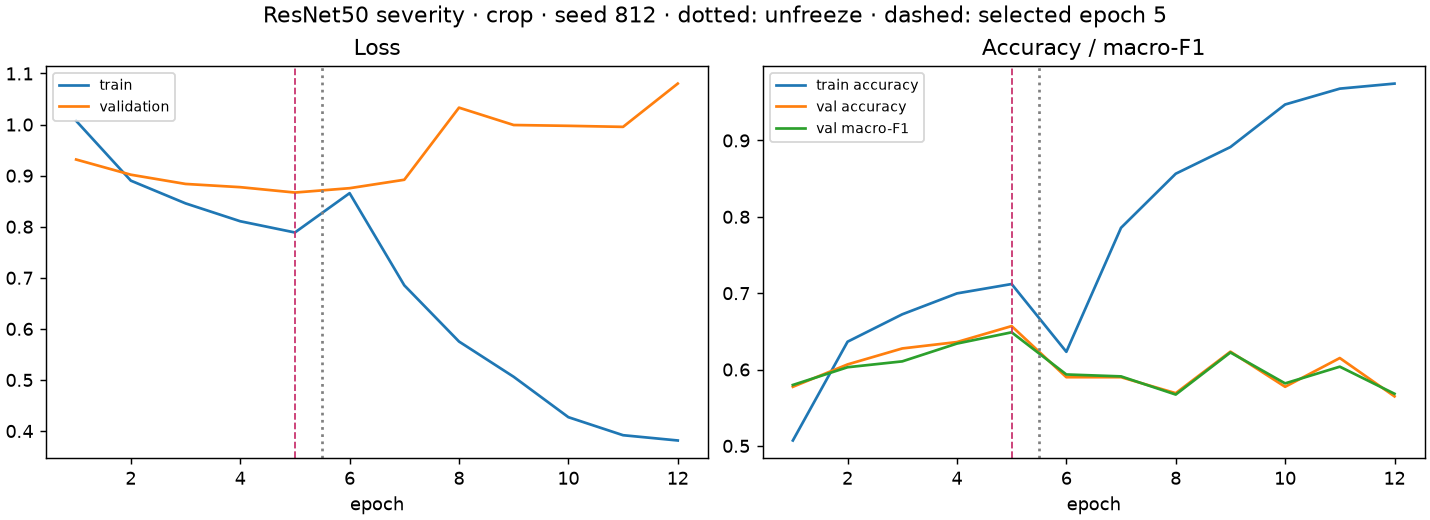 ResNet50 severity · crop · seed 812 · dotted: unfreeze · dashed: selected epoch 5
Loss
train
validation
1.1
1.0
0.9
0.8
0.7
0.6
0.5
0.4
2
4
6
8
10
12
epoch
Accuracy / macro-F1
train accuracy
val accuracy
val macro-F1
0.9
0.8
0.7
0.6
0.5
2
4
6
8
10
12
epoch